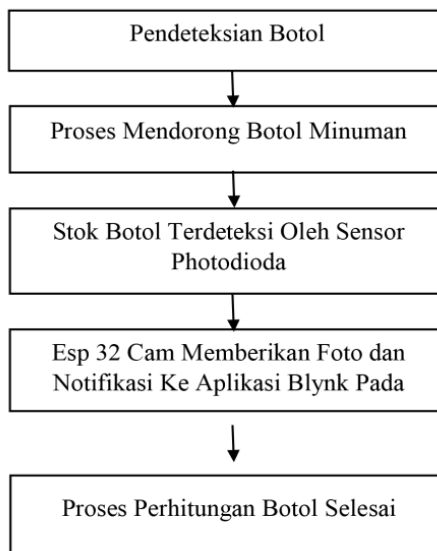 Pendeteksian Botol
Proses Mendorong Botol Minuman
Stok Botol Terdeteksi Oleh Sensor
Photodioda
Esp 32 Cam Memberikan Foto dan
Notifikasi Ke Aplikasi Blynk Pada
Proses Perhitungan Botol Selesai